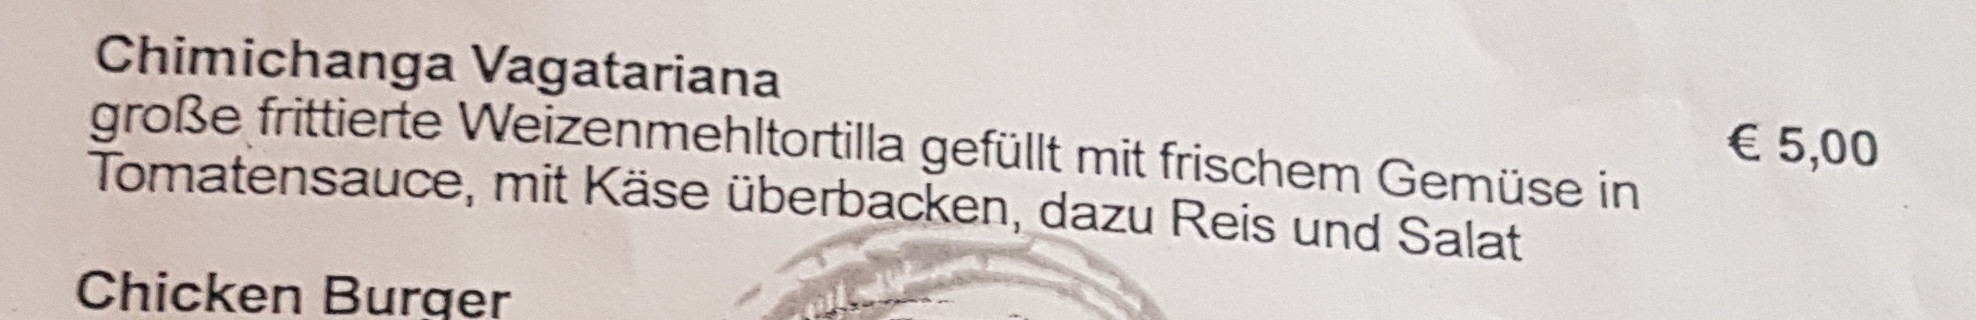 Chimichanga Vagatariana
große frittierte Weizenmehltortilla gefüllt mit frischem Gemüse in
€ 5,00
Tomatensauce, mit Käse überbacken, dazu Reis und Salat
Chicken Burger